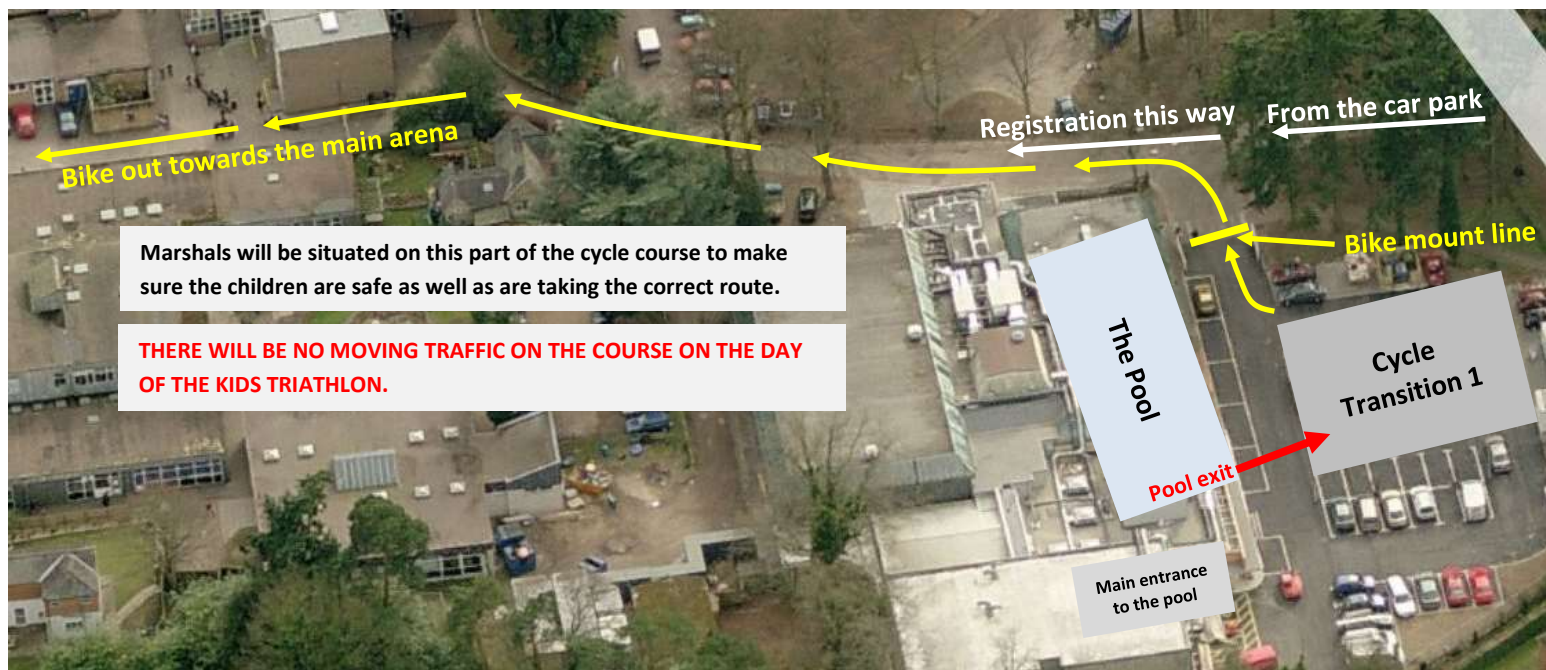 Registration this way
From the car park
Bike out towards the main arena
Bike mount line
Marshals will be situated on this part of the cycle course to make
sure the children are safe as well as are taking the correct route.
THERE WILL BE NO MOVING TRAFFIC ON THE COURSE ON THE DAY
OF THE KIDS TRIATHLON.
The Pool
Cycle
Transition 1
Pool exit
Main entrance
to the pool